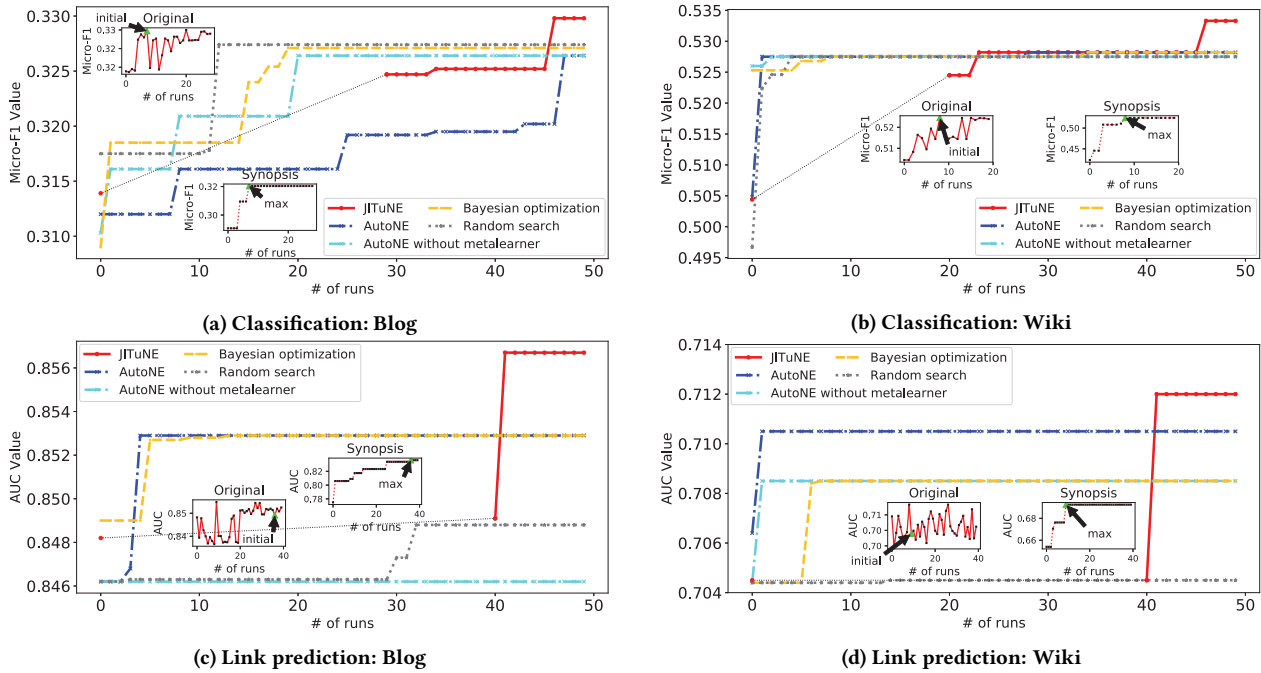 0.330
0.325
0.320
0.315
0.310
Micro-F1 Value
initial
Original
0.33
0.32
0.32
Micro-F1
0 20
# of runs
Synopsis
0.32
0.30
Micro-F1
max
0 20
# of runs
JITuNE
AutoNE
AutoNE without metalearner
Bayesian optimization
Random search
0 10 20 30 40 50
# of runs
(a) Classification: Blog
0.535
0.530
0.525
0.520
0.515
0.510
0.505
0.500
0.495
Micro-F1 Value
Original
0.52
0.51
Micro-F1
initial
0 10 20
# of runs
Synopsis
0.50
0.45
Micro-F1
max
0 10 20
# of runs
JITuNE
AutoNE
AutoNE without metalearner
Bayesian optimization
Random search
0 10 20 30 40 50
# of runs
(b) Classification: Wiki
0.856
0.854
0.852
0.850
0.848
0.846
AUC Value
JITuNE
AutoNE
AutoNE without metalearner
Bayesian optimization
Random search
Original
0.85
0.84
AUC
initial
0 20 40
# of runs
Synopsis
0.82
0.80
0.78
AUC
max
0 20 40
# of runs
0 10 20 30 40 50
# of runs
(c) Link prediction: Blog
0.714
0.712
0.710
0.708
0.706
0.704
AUC Value
JITuNE
AutoNE
AutoNE without metalearner
Bayesian optimization
Random search
Original
0.71
0.70
0.70
AUC
initial
0 20 40
# of runs
Synopsis
0.68
0.66
AUC
max
0 20 40
# of runs
0 10 20 30 40 50
# of runs
(d) Link prediction: Wiki